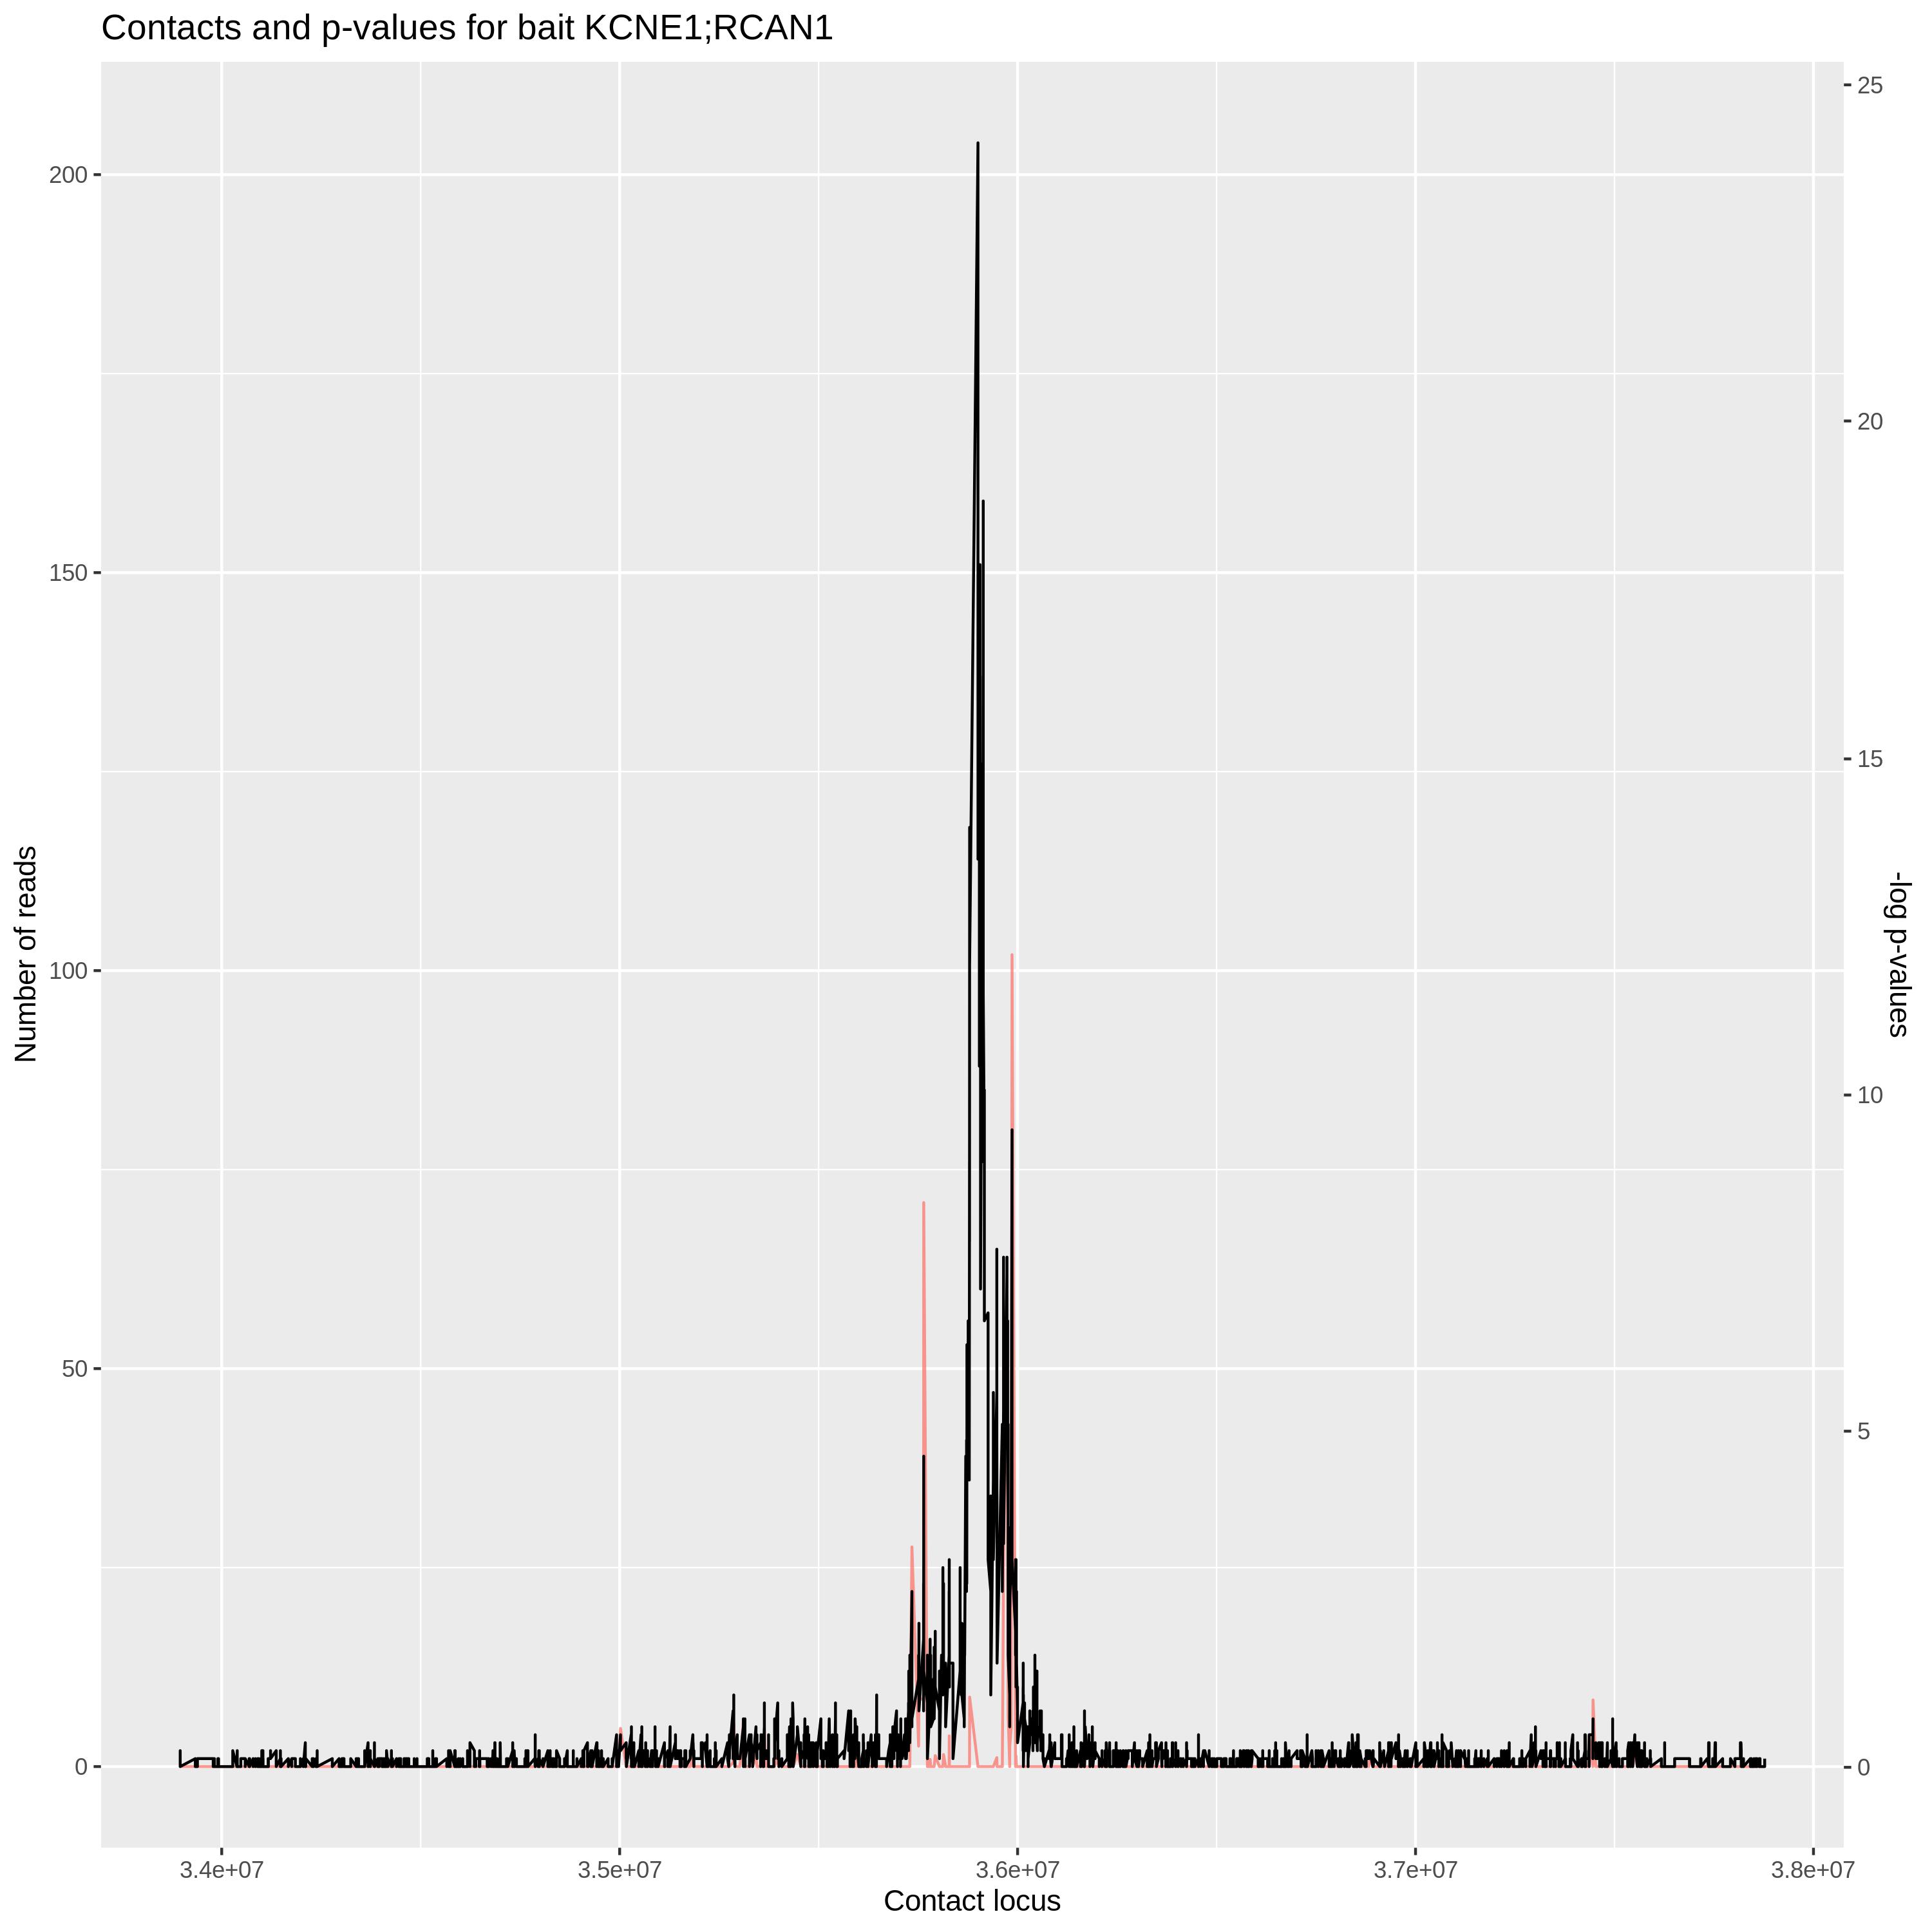 Contacts and p-values for bait KCNE1;RCAN1
25
200
20
150
15
Number of reads
-log p-values
100
10
50
5
0
0
3.4e+07
3.5e+07
3.6e+07
3.7e+07
3.8e+07
Contact locus